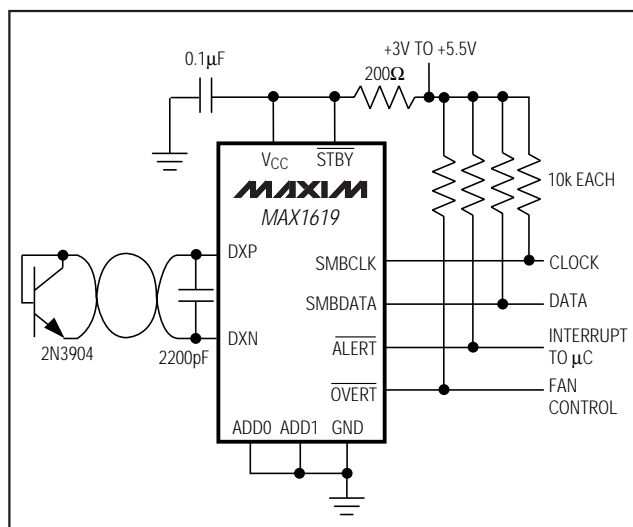 +3V TO +5.5V
0.1μF
200Ω
VCC
STBY
10k EACH
MAXIM
MAX1619
DXP
SMBCLK
CLOCK
SMBDATA
DATA
2N3904
2200pF
DXN
ALERT
INTERRUPT
TO μC
OVERT
FAN
CONTROL
ADD0 ADD1 GND